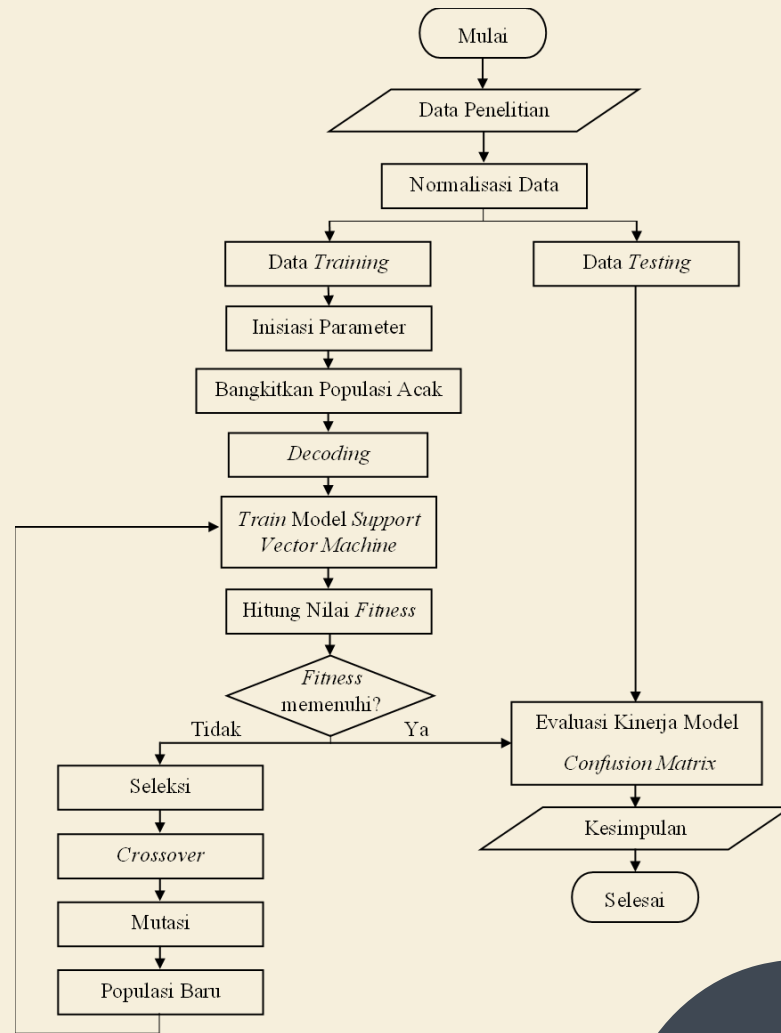 Mulai
Data Penelitian
Normalisasi Data
Data Training
Data Testing
Inisiasi Parameter
Bangkitkan Populasi Acak
Decoding
Train Model Support
Vector Machine
Hitung Nilai Fitness
Fitness
memenuhi?
Tidak
Ya
Seleksi
Crossover
Mutasi
Populasi Baru
Evaluasi Kinerja Model
Confusion Matrix
Kesimpulan
Selesai